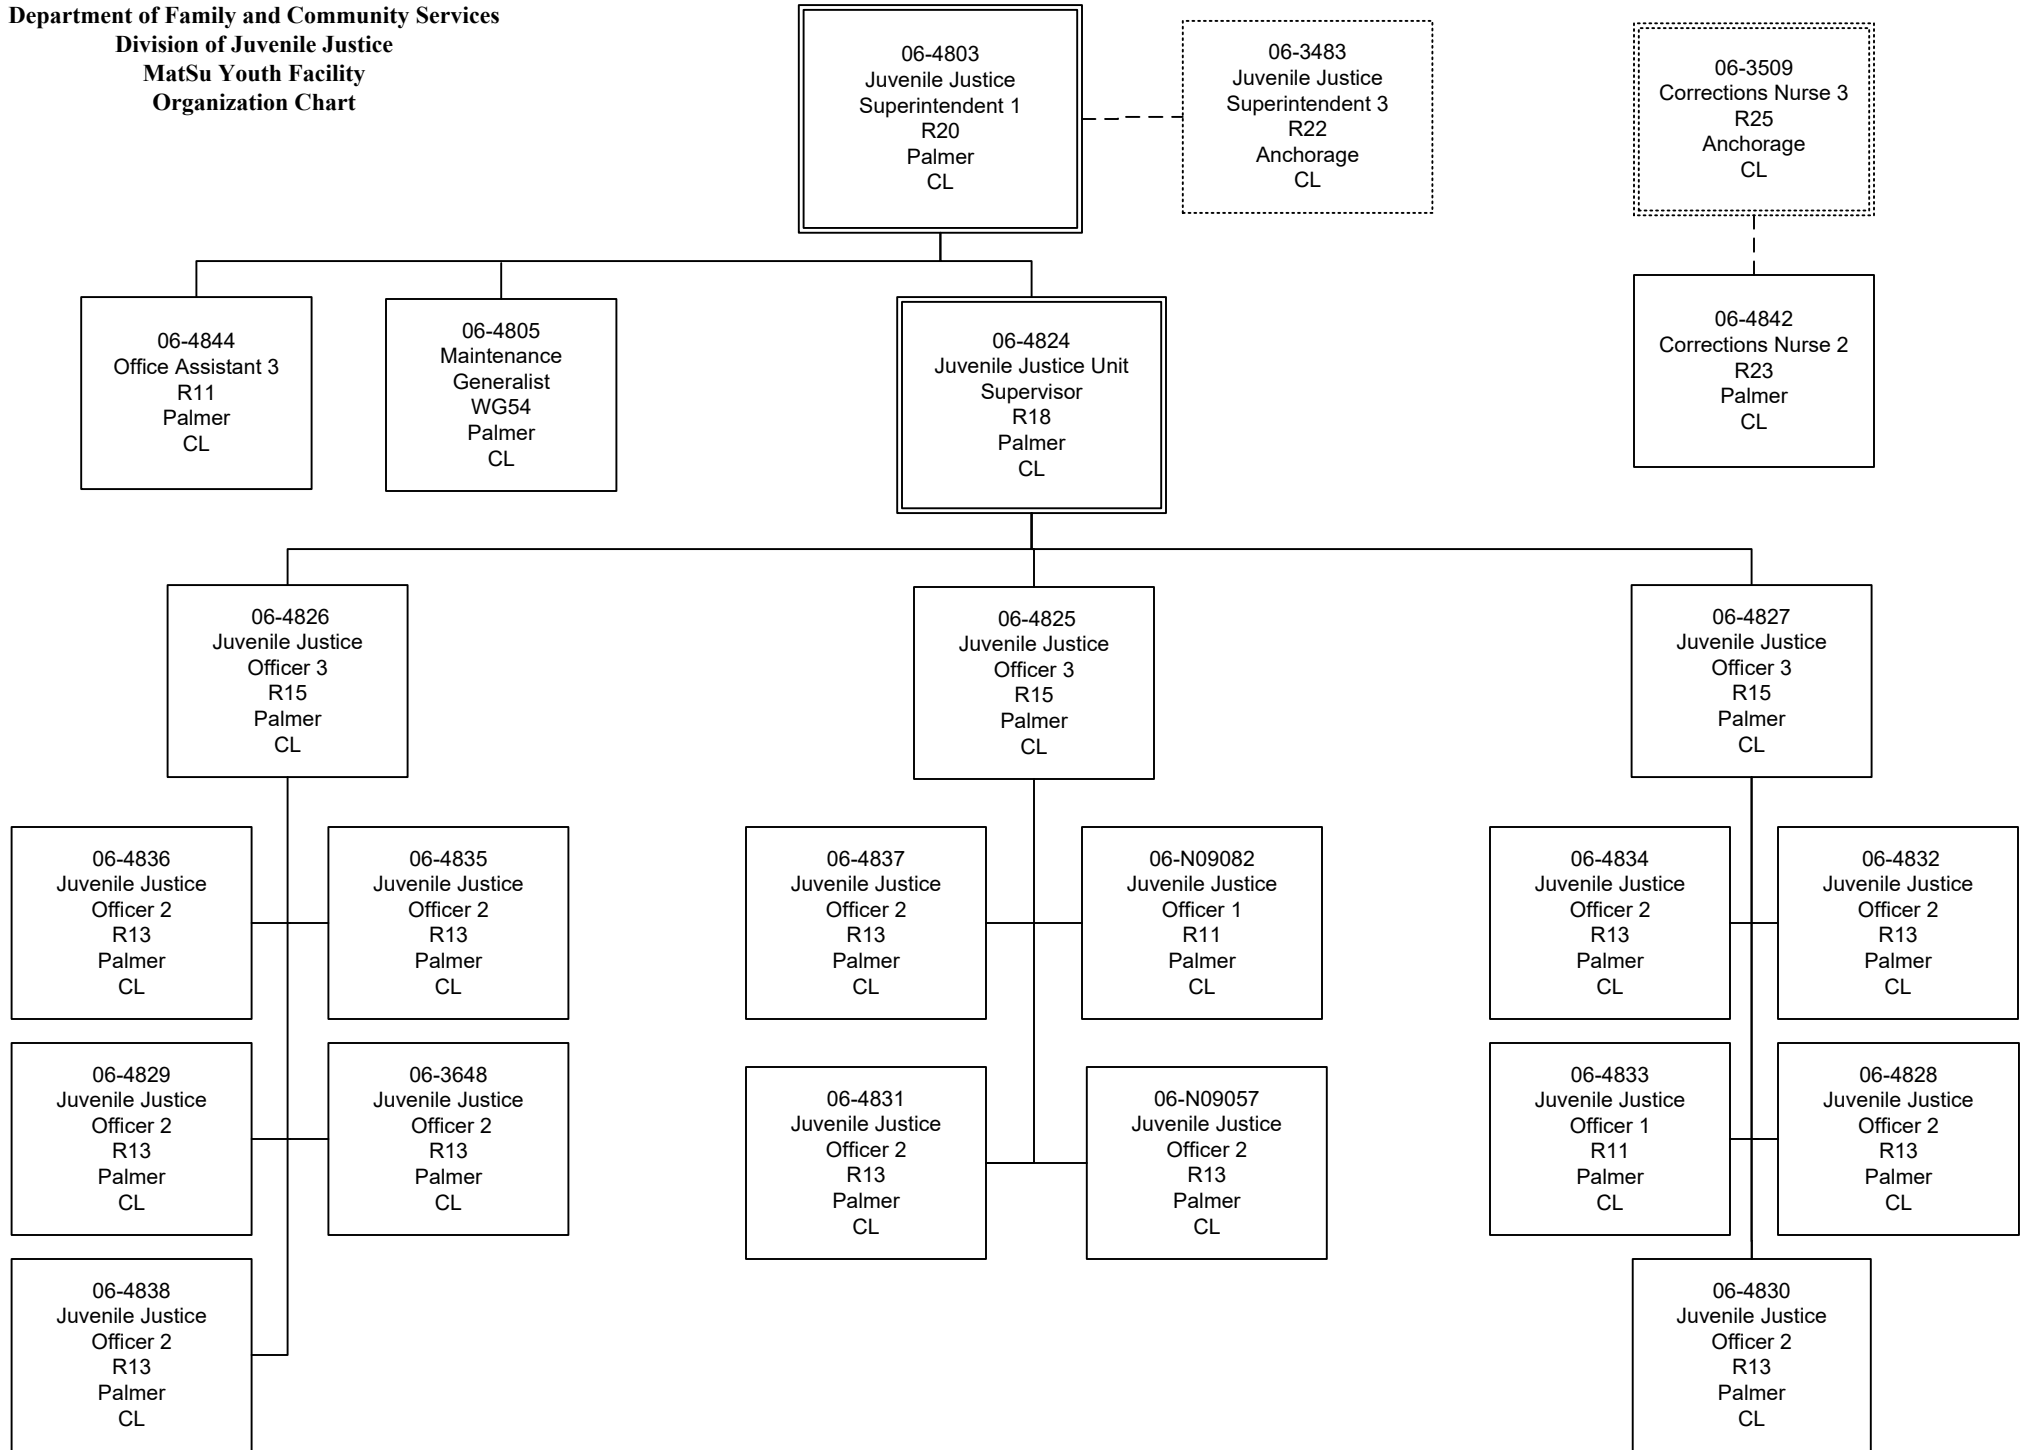 Department of Family and Community Services
Division of Juvenile Justice
MatSu Youth Facility
Organization Chart
06-4803
Juvenile Justice
Superintendent 1
R20
Palmer
CL
06-3483
Juvenile Justice
Superintendent 3
R22
Anchorage
CL
06-3509
Corrections Nurse 3
R25
Anchorage
CL
06-4844
Office Assistant 3
R11
Palmer
CL
06-4805
Maintenance
Generalist
WG54
Palmer
CL
06-4824
Juvenile Justice Unit
Supervisor
R18
Palmer
CL
06-4842
Corrections Nurse 2
R23
Palmer
CL
06-4826
Juvenile Justice
Officer 3
R15
Palmer
CL
06-4825
Juvenile Justice
Officer 3
R15
Palmer
CL
06-4827
Juvenile Justice
Officer 3
R15
Palmer
CL
06-4836
Juvenile Justice
Officer 2
R13
Palmer
CL
06-4835
Juvenile Justice
Officer 2
R13
Palmer
CL
06-4837
Juvenile Justice
Officer 2
R13
Palmer
CL
06-N09082
Juvenile Justice
Officer 1
R11
Palmer
CL
06-4834
Juvenile Justice
Officer 2
R13
Palmer
CL
06-4832
Juvenile Justice
Officer 2
R13
Palmer
CL
06-4829
Juvenile Justice
Officer 2
R13
Palmer
CL
06-3648
Juvenile Justice
Officer 2
R13
Palmer
CL
06-4831
Juvenile Justice
Officer 2
R13
Palmer
CL
06-N09057
Juvenile Justice
Officer 2
R13
Palmer
CL
06-4833
Juvenile Justice
Officer 1
R11
Palmer
CL
06-4828
Juvenile Justice
Officer 2
R13
Palmer
CL
06-4838
Juvenile Justice
Officer 2
R13
Palmer
CL
06-4830
Juvenile Justice
Officer 2
R13
Palmer
CL